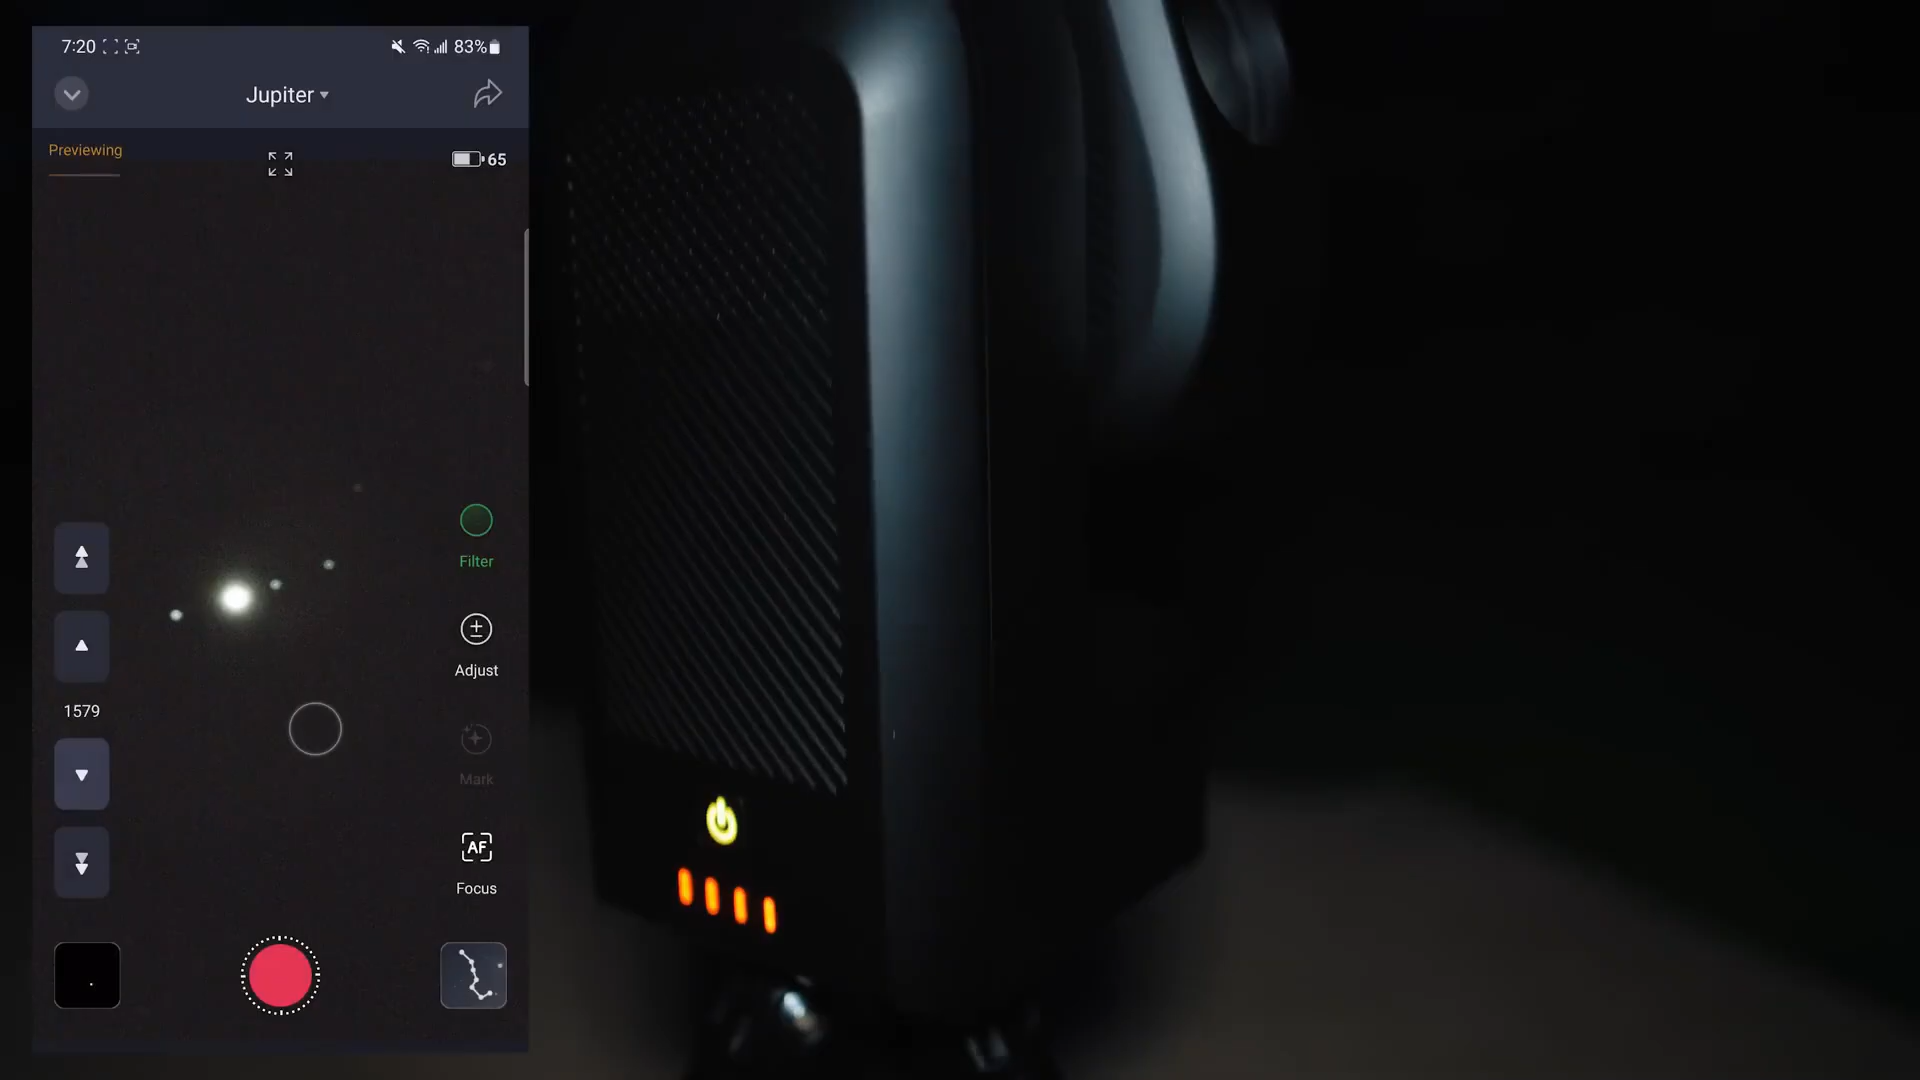 7:20
83%
Jupiter
Previewing
65
Filter
Adjust
1579
Mark
AF
Focus